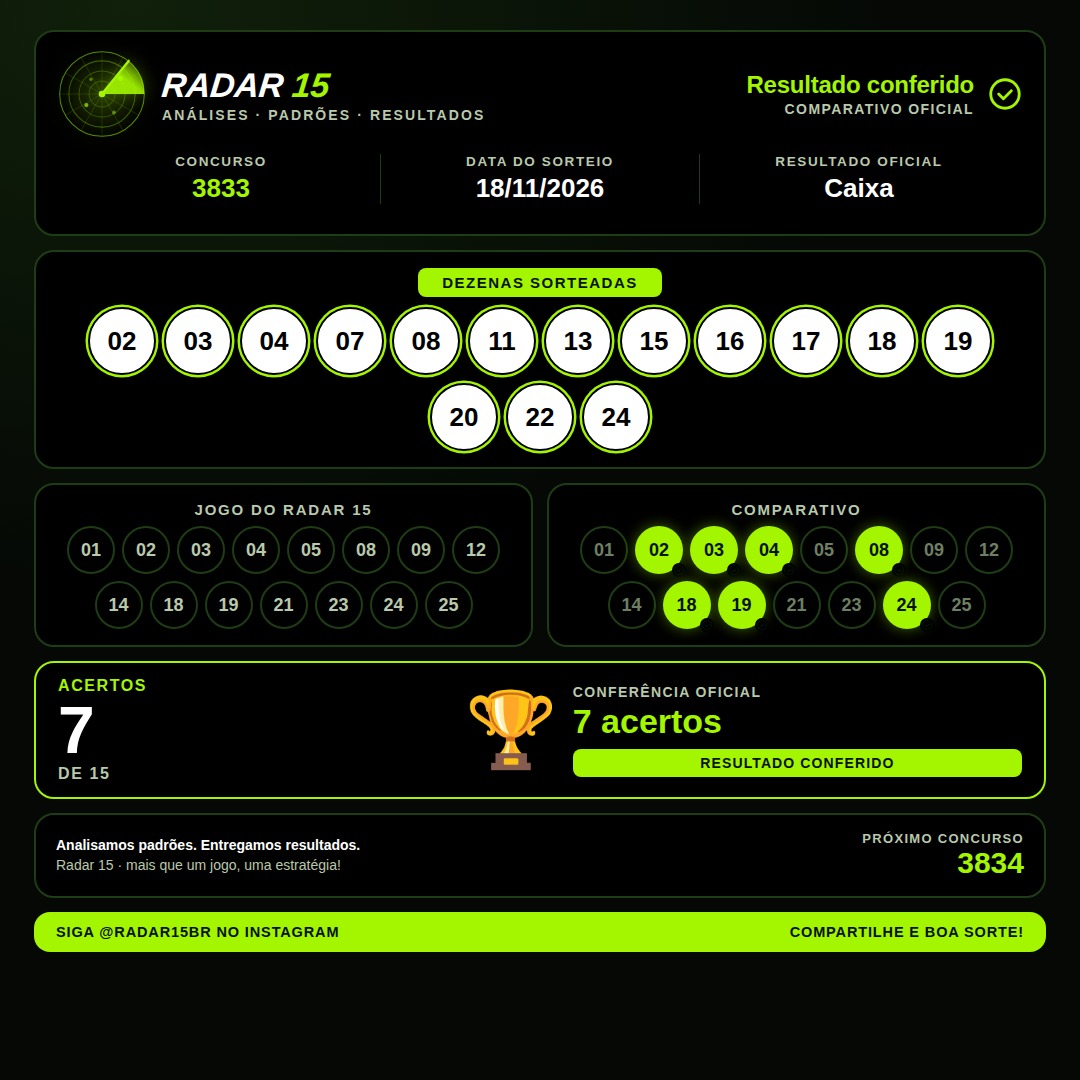 RADAR 15
ANÁLISES · PADRÕES · RESULTADOS
Resultado conferido
COMPARATIVO OFICIAL
CONCURSO
3833
DATA DO SORTEIO
18/11/2026
RESULTADO OFICIAL
Caixa
DEZENAS SORTEADAS
02 03 04 07 08 11 13 15 16 17 18 19
20 22 24
JOGO DO RADAR 15
01 02 03 04 05 08 09 12
14 18 19 21 23 24 25
COMPARATIVO
01 02 03 04 05 08 09 12
14 18 19 21 23 24 25
ACERTOS
7
DE 15
CONFERÊNCIA OFICIAL
7 acertos
RESULTADO CONFERIDO
Analisamos padrões. Entregamos resultados.
Radar 15 · mais que um jogo, uma estratégia!
PRÓXIMO CONCURSO
3834
SIGA @RADAR15BR NO INSTAGRAM
COMPARTILHE E BOA SORTE!